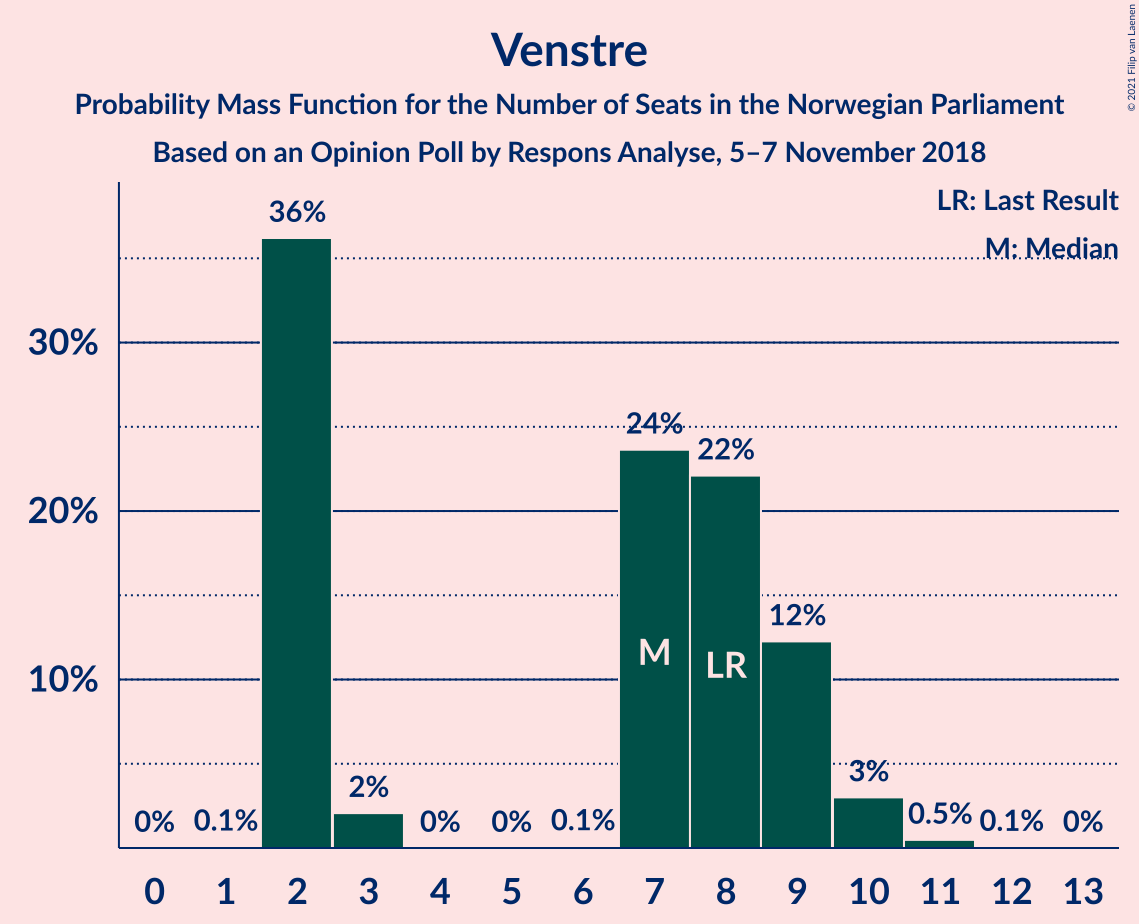 Venstre
Probability Mass Function for the Number of Seats in the Norwegian Parliament
Based on an Opinion Poll by Respons Analyse, 5–7 November 2018
© 2021 Filip van Laenen
LR: Last Result
M: Median
30%
20%
10%
0%
0.1%
36%
2%
0%
0%
0.1%
24%
22%
12%
3%
0.5%
0.1%
0%
M
LR
0 1 2 3 4 5 6 7 8 9 10 11 12 13